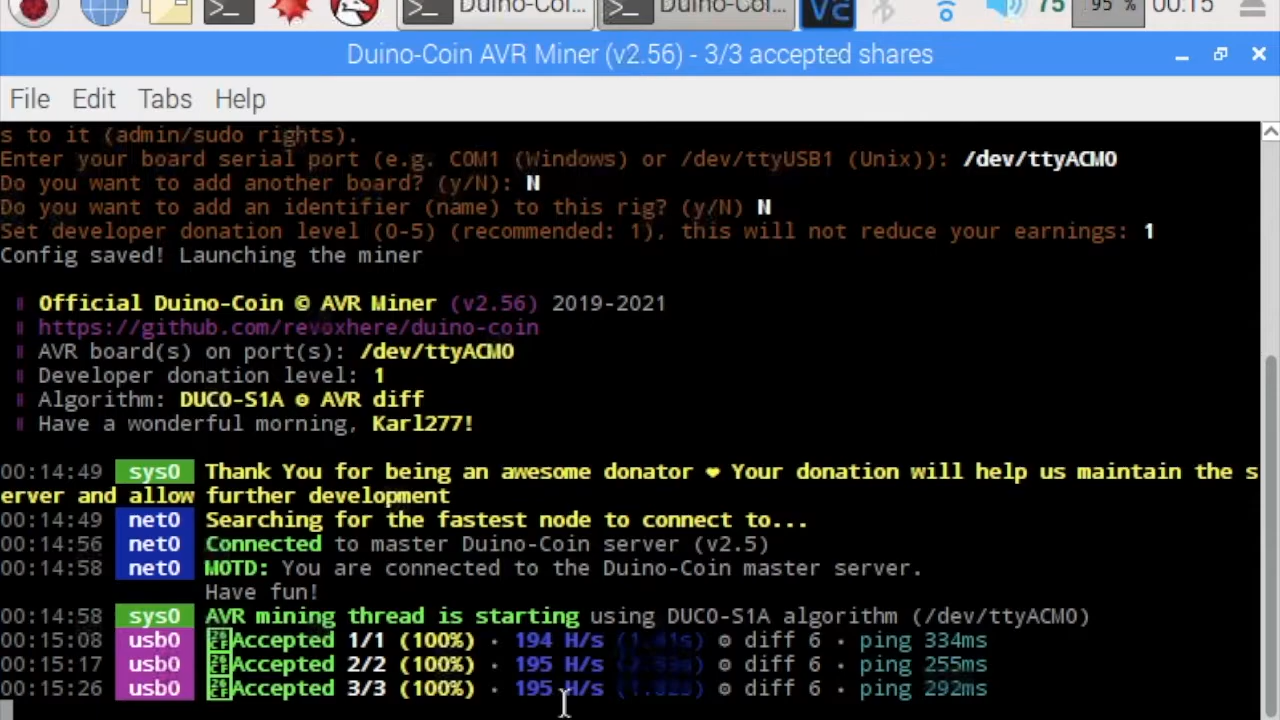 Duino-Coi... Duino-Coi... 75 95 % 00:15
Duino-Coin AVR Miner (v2.56) - 3/3 accepted shares
File Edit Tabs Help
s to it (admin/sudo rights).
Enter your board serial port (e.g. COM1 (Windows) or /dev/ttyUSB1 (Unix)): /dev/ttyACM0
Do you want to add another board? (y/N): N
Do you want to add an identifier (name) to this rig? (y/N) N
Set developer donation level (0-5) (recommended: 1), this will not reduce your earnings: 1
Config saved! Launching the miner
Official Duino-Coin © AVR Miner (v2.56) 2019-2021
https://github.com/revoxhere/duino-coin
AVR board(s) on port(s): /dev/ttyACM0
Developer donation level: 1
Algorithm: DUCO-S1A ⚙ AVR diff
Have a wonderful morning, Karl277!
00:14:49 sys0 Thank You for being an awesome donator ❤ Your donation will help us maintain the s
erver and allow further development
00:14:49 net0 Searching for the fastest node to connect to...
00:14:56 net0 Connected to master Duino-Coin server (v2.5)
00:14:58 net0 MOTD: You are connected to the Duino-Coin master server.
Have fun!
00:14:58 sys0 AVR mining thread is starting using DUCO-S1A algorithm (/dev/ttyACM0)
00:15:08 usb0 Accepted 1/1 (100%) · 194 H/s ⚙ diff 6 · ping 334ms
00:15:17 usb0 Accepted 2/2 (100%) · 195 H/s ⚙ diff 6 · ping 255ms
00:15:26 usb0 Accepted 3/3 (100%) · 195 H/s ⚙ diff 6 · ping 292ms